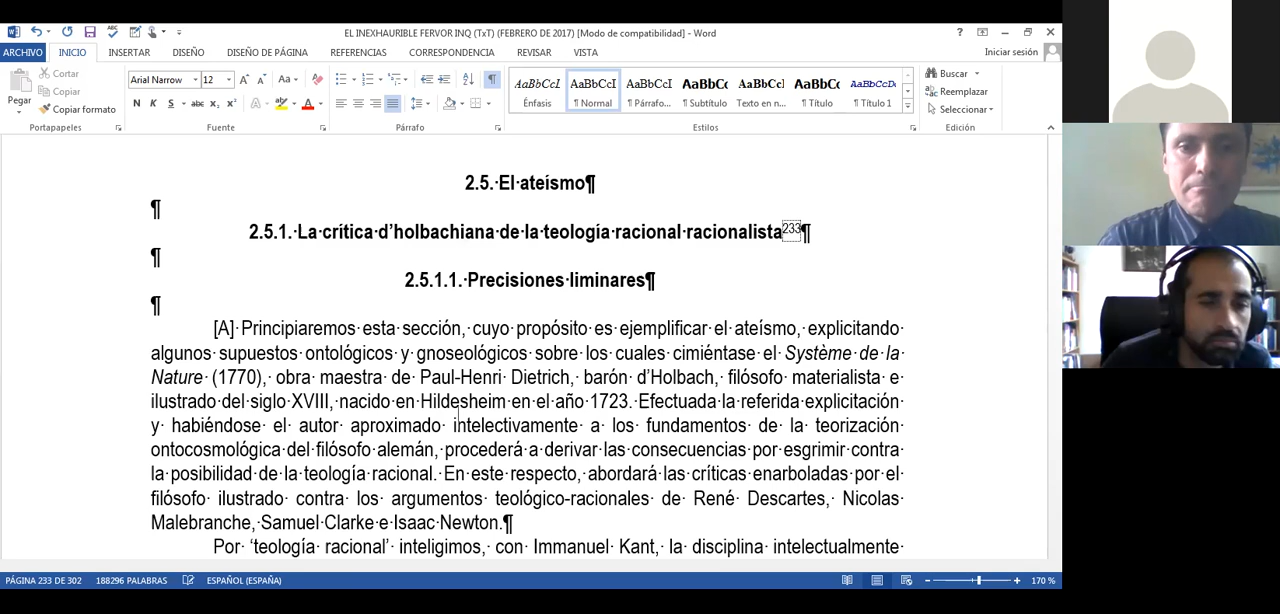 EL INEXHAURIBLE FERVOR INQ (TxT) (FEBRERO DE 2017) [Modo de compatibilidad] - Word
ARCHIVO INICIO INSERTAR DISEÑO DISEÑO DE PÁGINA REFERENCIAS CORRESPONDENCIA REVISAR VISTA Iniciar sesión
Pegar
Cortar
Copiar
Copiar formato
Portapapeles
Arial Narrow 12
Fuente
Párrafo
AaBbCcI AaBbCcI AaBbCcI AaBbCc AaBbCcI AaBbCc AaBbCcDc
Énfasis ¶ Normal ¶ Párrafo... ¶ Subtítulo Texto en n... ¶ Título ¶ Título 1
Estilos
Buscar
Reemplazar
Seleccionar
Edición
2.5. El ateísmo¶
¶
2.5.1. La crítica d’holbachiana de la teología racional racionalista233¶
¶
2.5.1.1. Precisiones liminares¶
¶
[A] Principiaremos esta sección, cuyo propósito es ejemplificar el ateísmo, explicitando
algunos supuestos ontológicos y gnoseológicos sobre los cuales cimiéntase el Système de la
Nature (1770), obra maestra de Paul-Henri Dietrich, barón d’Holbach, filósofo materialista e
ilustrado del siglo XVIII, nacido en Hildesheim en el año 1723. Efectuada la referida explicitación
y habiéndose el autor aproximado intelectivamente a los fundamentos de la teorización
ontocosmológica del filósofo alemán, procederá a derivar las consecuencias por esgrimir contra
la posibilidad de la teología racional. En este respecto, abordará las críticas enarboladas por el
filósofo ilustrado contra los argumentos teológico-racionales de René Descartes, Nicolas
Malebranche, Samuel Clarke e Isaac Newton.¶
Por ‘teología racional’ inteligimos, con Immanuel Kant, la disciplina intelectualmente
PÁGINA 233 DE 302 188296 PALABRAS ESPAÑOL (ESPAÑA) 170 %